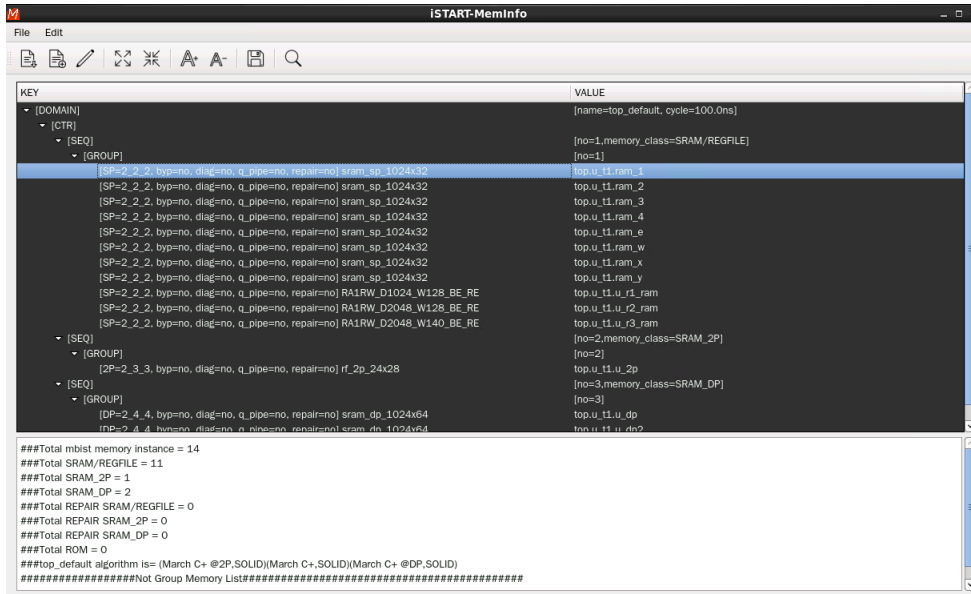 M
iSTART-MemInfo
File Edit
A+ A-
KEY VALUE
[DOMAIN] [name=top_default, cycle=100.0ns]
[CTR]
[SEQ] [no=1,memory_class=SRAM/REGFILE]
[GROUP] [no=1]
[SP=2_2_2, byp=no, diag=no, q_pipe=no, repair=no] sram_sp_1024x32 top.u_t1.ram_1
[SP=2_2_2, byp=no, diag=no, q_pipe=no, repair=no] sram_sp_1024x32 top.u_t1.ram_2
[SP=2_2_2, byp=no, diag=no, q_pipe=no, repair=no] sram_sp_1024x32 top.u_t1.ram_3
[SP=2_2_2, byp=no, diag=no, q_pipe=no, repair=no] sram_sp_1024x32 top.u_t1.ram_4
[SP=2_2_2, byp=no, diag=no, q_pipe=no, repair=no] sram_sp_1024x32 top.u_t1.ram_e
[SP=2_2_2, byp=no, diag=no, q_pipe=no, repair=no] sram_sp_1024x32 top.u_t1.ram_w
[SP=2_2_2, byp=no, diag=no, q_pipe=no, repair=no] sram_sp_1024x32 top.u_t1.ram_x
[SP=2_2_2, byp=no, diag=no, q_pipe=no, repair=no] sram_sp_1024x32 top.u_t1.ram_y
[SP=2_2_2, byp=no, diag=no, q_pipe=no, repair=no] RA1RW_D1024_W128_BE_RE top.u_t1.u_r1_ram
[SP=2_2_2, byp=no, diag=no, q_pipe=no, repair=no] RA1RW_D2048_W128_BE_RE top.u_t1.u_r2_ram
[SP=2_2_2, byp=no, diag=no, q_pipe=no, repair=no] RA1RW_D2048_W140_BE_RE top.u_t1.u_r3_ram
[SEQ] [no=2,memory_class=SRAM_2P]
[GROUP] [no=2]
[2P=2_3_3, byp=no, diag=no, q_pipe=no, repair=no] rf_2p_24x28 top.u_t1.u_2p
[SEQ] [no=3,memory_class=SRAM_DP]
[GROUP] [no=3]
[DP=2_4_4, byp=no, diag=no, q_pipe=no, repair=no] sram_dp_1024x64 top.u_t1.u_dp
[DP=2_4_4, byp=no, diag=no, q_pipe=no, repair=no] sram_dp_1024x64 top.u_t1.u_dp2
###Total mbist memory instance = 14
###Total SRAM/REGFILE = 11
###Total SRAM_2P = 1
###Total SRAM_DP = 2
###Total REPAIR SRAM/REGFILE = 0
###Total REPAIR SRAM_2P = 0
###Total REPAIR SRAM_DP = 0
###Total ROM = 0
###top_default algorithm is= (March C+ @2P,SOLID)(March C+,SOLID)(March C+ @DP,SOLID)
##################Not Group Memory List############################################